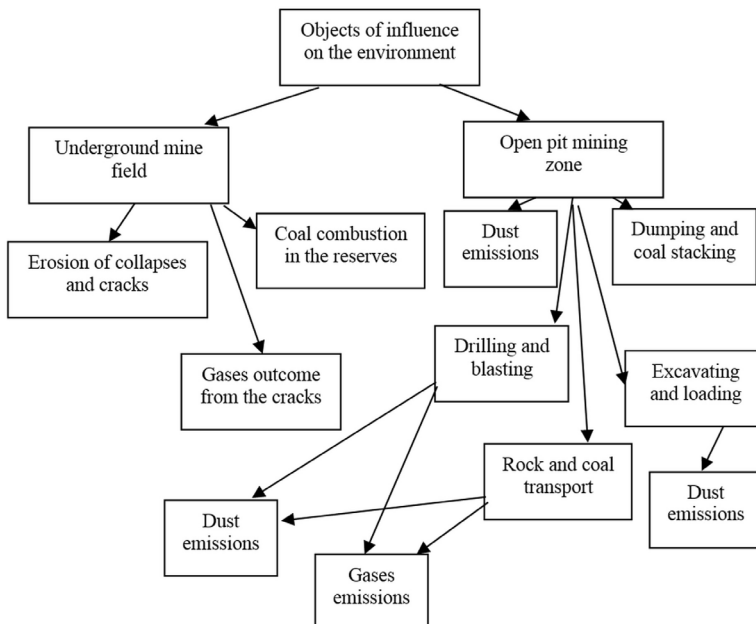 Objects of influence
on the environment
Underground mine
field
Open pit mining
zone
Erosion of collapses
and cracks
Coal combustion
in the reserves
Dust
emissions
Dumping and
coal stacking
Gases outcome
from the cracks
Drilling and
blasting
Excavating
and loading
Rock and coal
transport
Dust
emissions
Dust
emissions
Gases
emissions